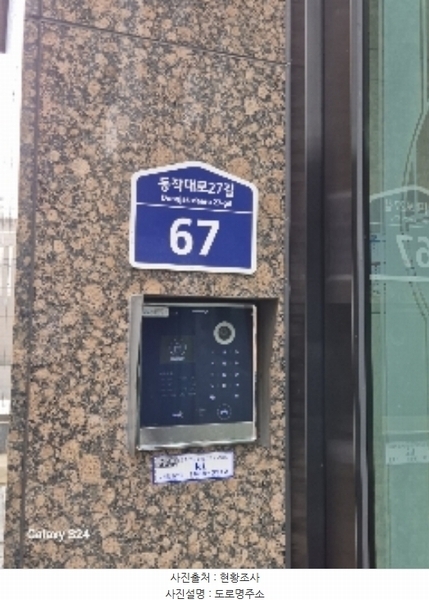 동작대로27길
Dongjak-daero 27-gil
67
Galaxy S24
사진출처 : 현황조사
사진설명 : 도로명주소